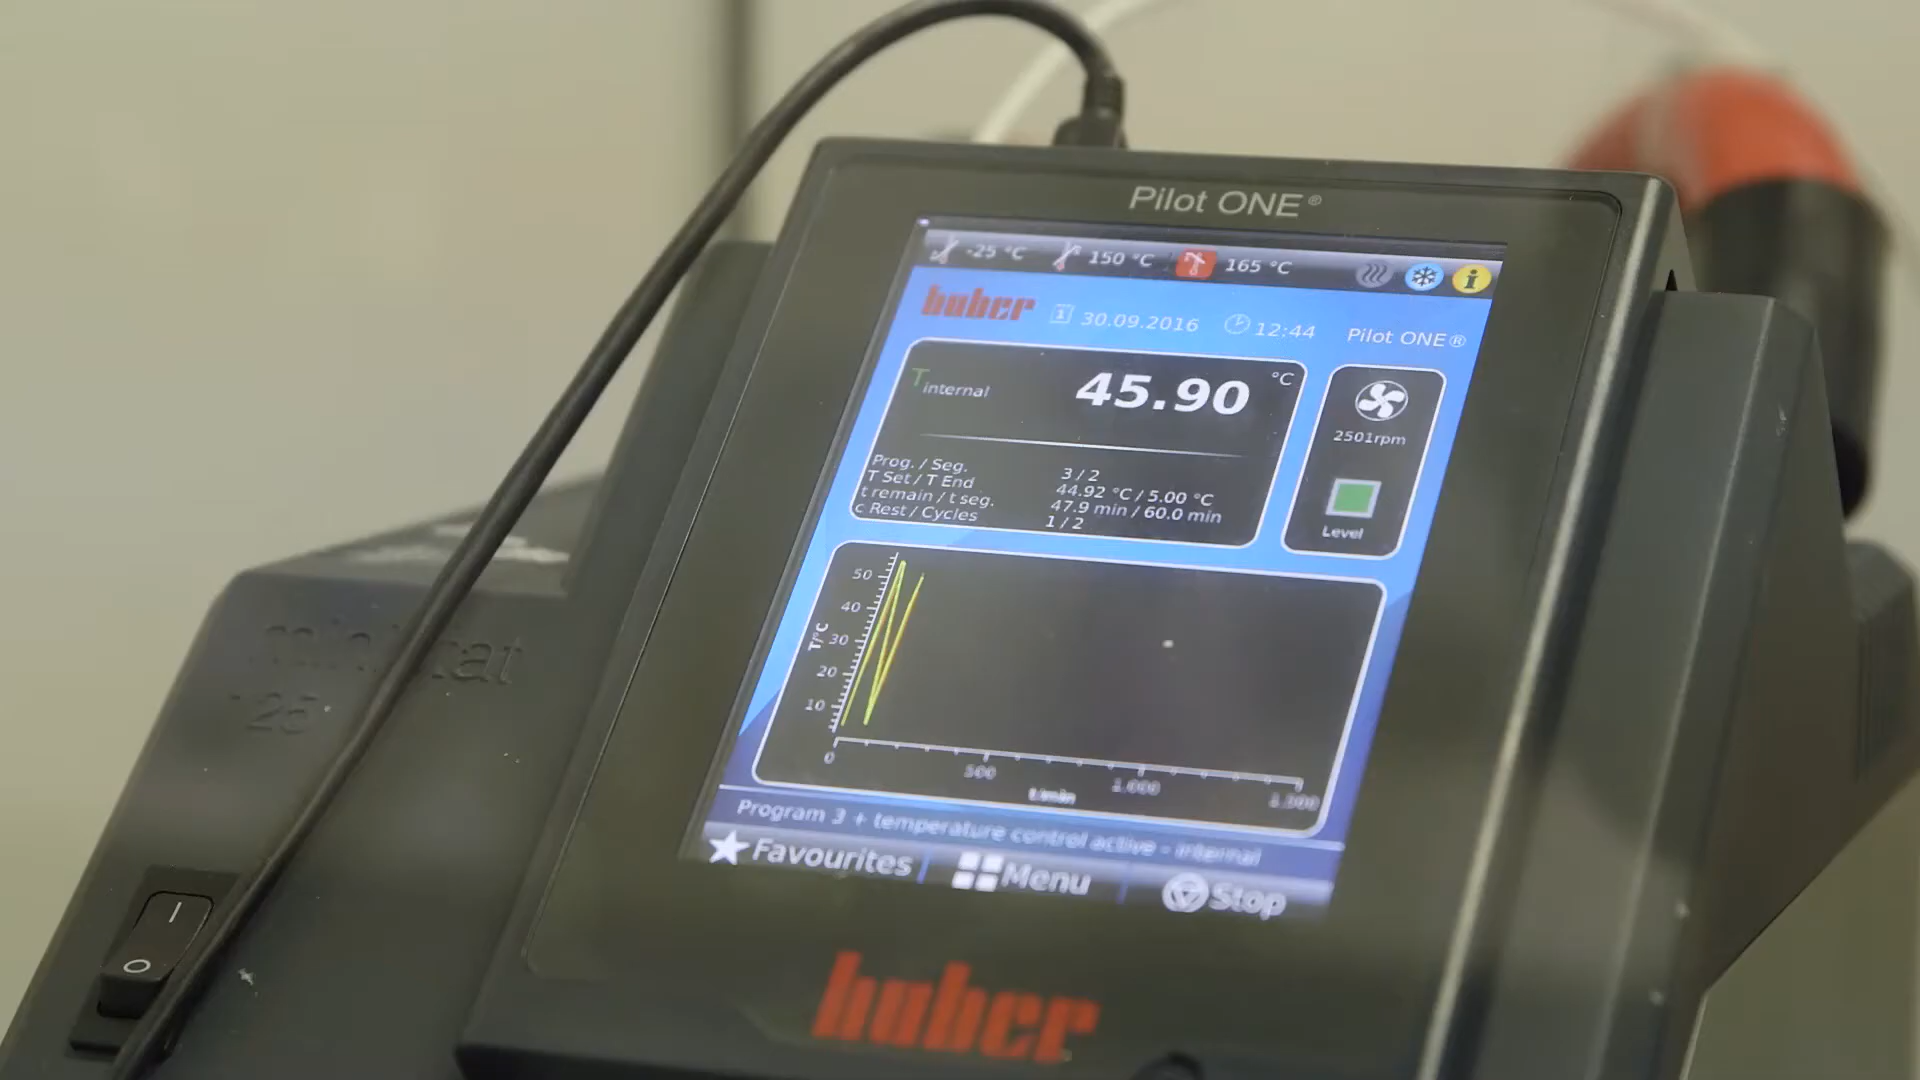 Pilot ONE®
-25 °C 150 °C 165 °C
huber 30.09.2016 12:44 Pilot ONE®
T internal 45.90 °C
2501rpm
Prog. / Seg. 3 / 2
T Set / T End 44.92 °C / 5.00 °C
t remain / t seg. 47.9 min / 60.0 min
c Rest / Cycles 1 / 2
Level
50
40
30
T/°C
20
10
0 500 1,000 1,500
t/min
Program 3 + temperature control active - internal
Favourites Menu Stop
huber
125